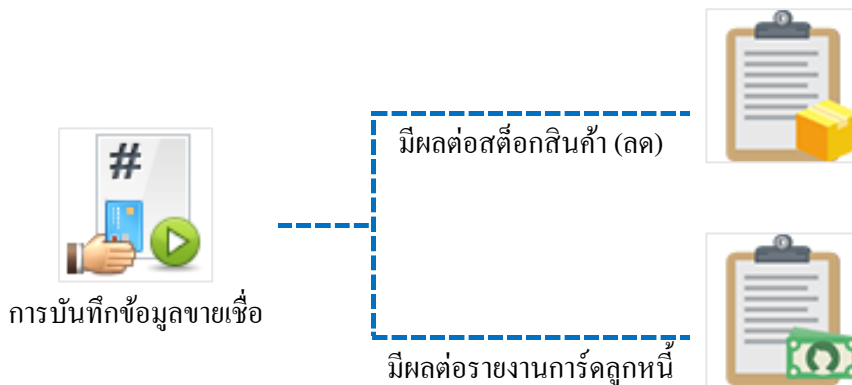 มีผลต่อสต็อกสินค้า (ลด)
#
การบันทึกข้อมูลขายเชื่อ
มีผลต่อรายงานการ์ดลูกหนี้